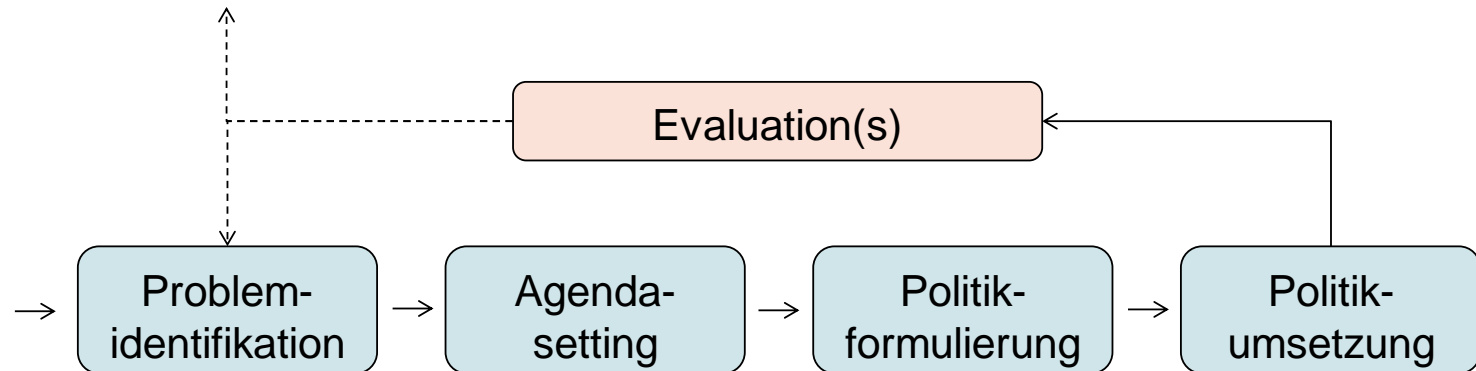 Evaluation(s)
Problem-
identifikation
Agenda-
setting
Politik-
formulierung
Politik-
umsetzung